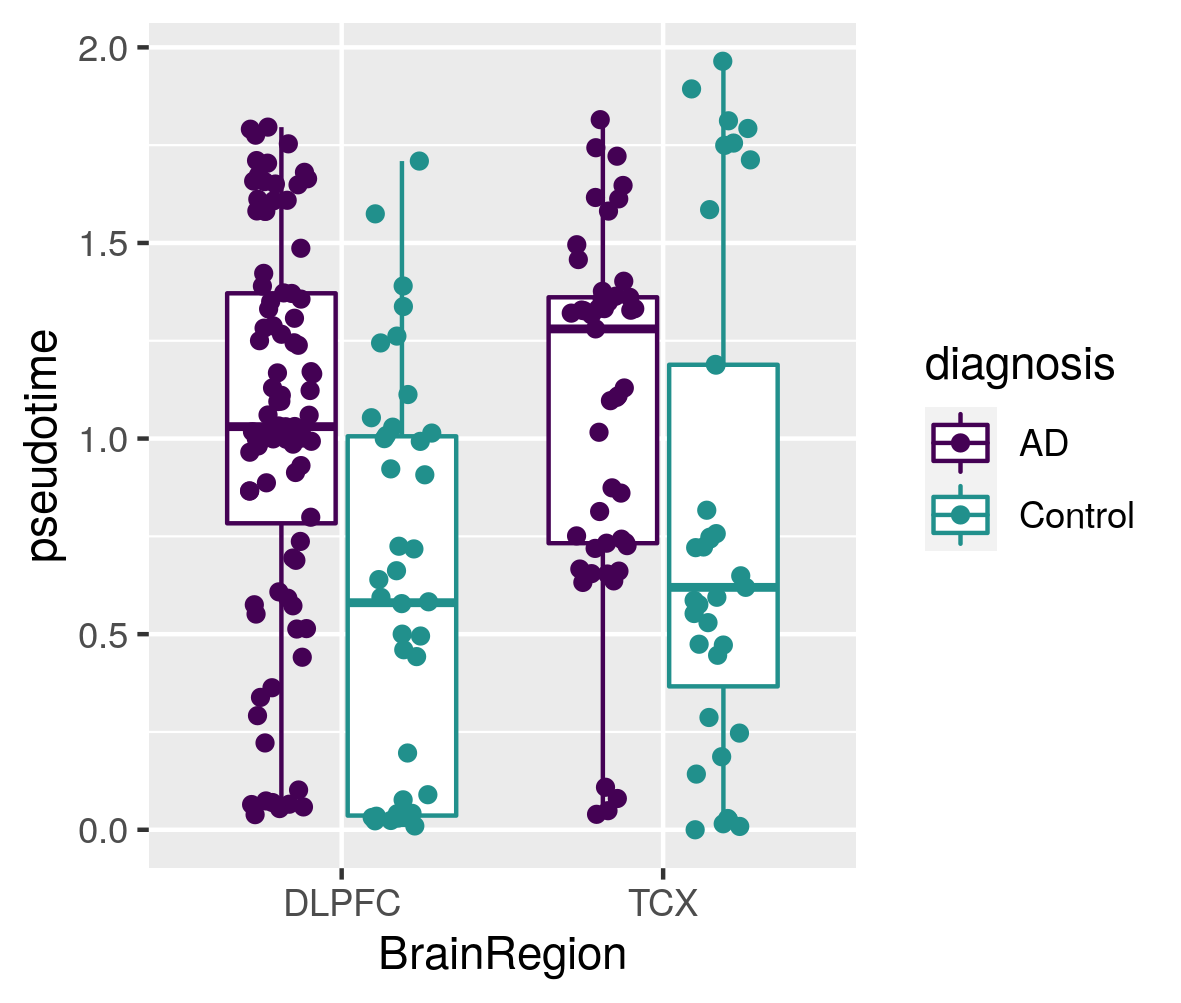 pseudotime
2.0
1.5
1.0
0.5
0.0
DLPFC
TCX
BrainRegion
diagnosis
AD
Control